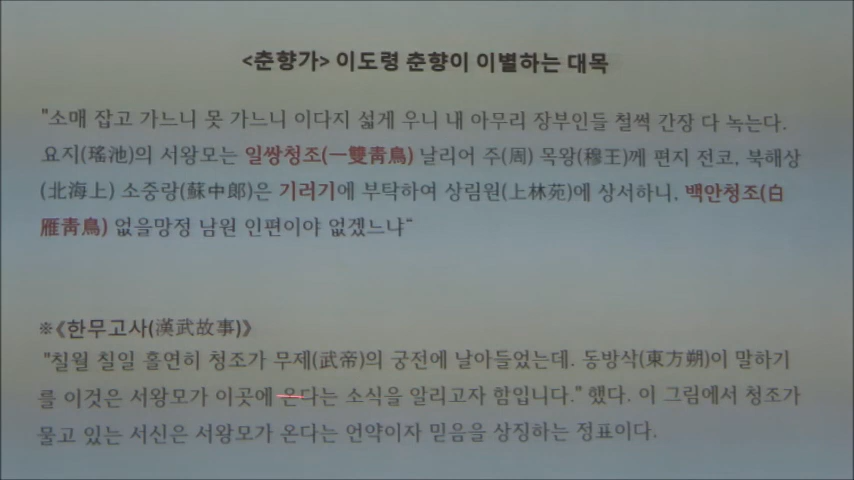 <춘향가> 이도령 춘향이 이별하는 대목
"소매 잡고 가느니 못 가느니 이다지 섧게 우니 내 아무리 장부인들 철썩 간장 다 녹는다.
요지(瑤池)의 서왕모는 일쌍청조(一雙靑鳥) 날리어 주(周) 목왕(穆王)께 편지 전코, 북해상
(北海上) 소중랑(蘇中郎)은 기러기에 부탁하여 상림원(上林苑)에 상서하니, 백안청조(白
雁靑鳥) 없을망정 남원 인편이야 없겠느냐“
※《한무고사(漢武故事)》
"칠월 칠일 홀연히 청조가 무제(武帝)의 궁전에 날아들었는데. 동방삭(東方朔)이 말하기
를 이것은 서왕모가 이곳에 온다는 소식을 알리고자 함입니다." 했다. 이 그림에서 청조가
물고 있는 서신은 서왕모가 온다는 언약이자 믿음을 상징하는 정표이다.